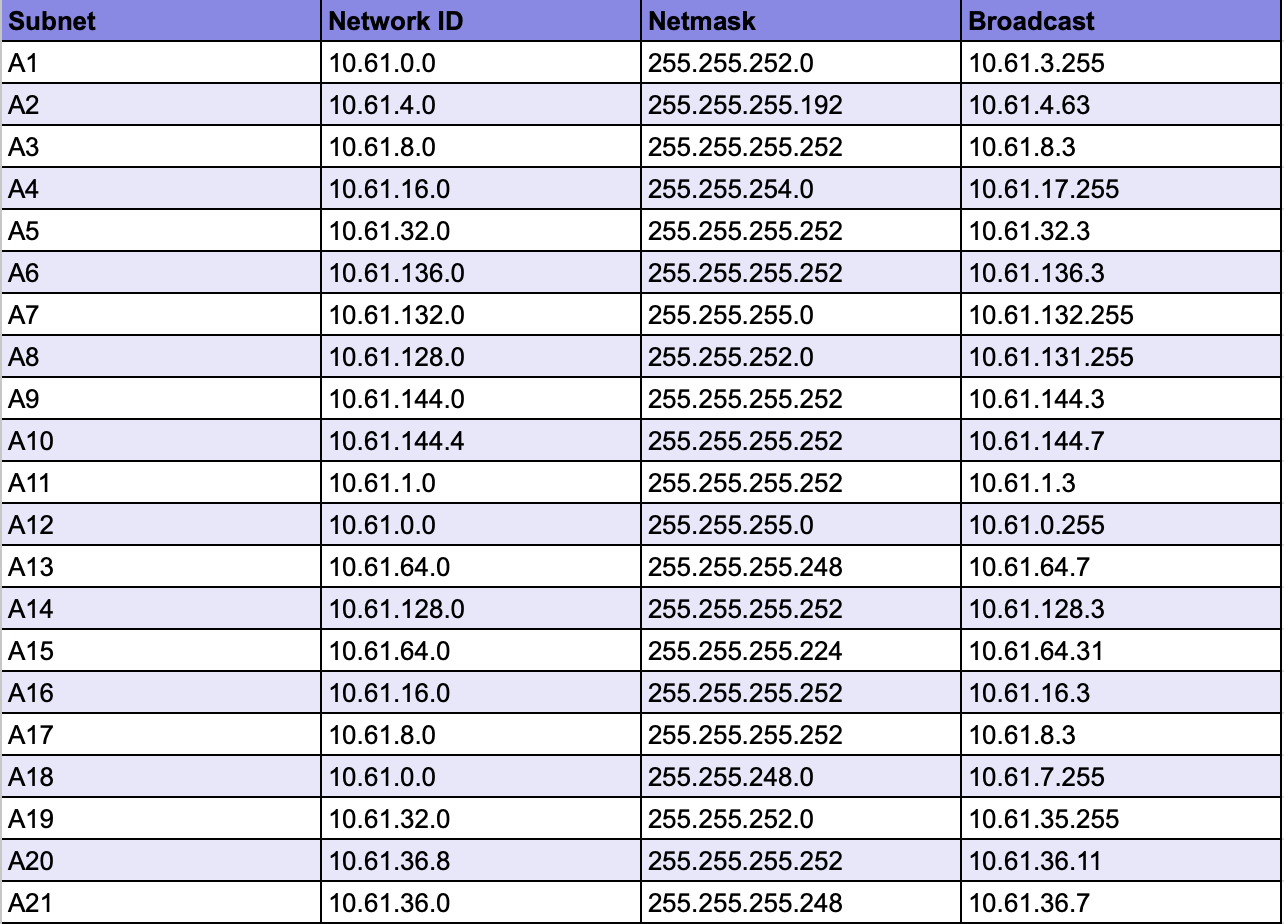 Subnet Network ID Netmask Broadcast
A1 10.61.0.0 255.255.252.0 10.61.3.255
A2 10.61.4.0 255.255.255.192 10.61.4.63
A3 10.61.8.0 255.255.255.252 10.61.8.3
A4 10.61.16.0 255.255.254.0 10.61.17.255
A5 10.61.32.0 255.255.255.252 10.61.32.3
A6 10.61.136.0 255.255.255.252 10.61.136.3
A7 10.61.132.0 255.255.255.0 10.61.132.255
A8 10.61.128.0 255.255.252.0 10.61.131.255
A9 10.61.144.0 255.255.255.252 10.61.144.3
A10 10.61.144.4 255.255.255.252 10.61.144.7
A11 10.61.1.0 255.255.255.252 10.61.1.3
A12 10.61.0.0 255.255.255.0 10.61.0.255
A13 10.61.64.0 255.255.255.248 10.61.64.7
A14 10.61.128.0 255.255.255.252 10.61.128.3
A15 10.61.64.0 255.255.255.224 10.61.64.31
A16 10.61.16.0 255.255.255.252 10.61.16.3
A17 10.61.8.0 255.255.255.252 10.61.8.3
A18 10.61.0.0 255.255.248.0 10.61.7.255
A19 10.61.32.0 255.255.252.0 10.61.35.255
A20 10.61.36.8 255.255.255.252 10.61.36.11
A21 10.61.36.0 255.255.255.248 10.61.36.7